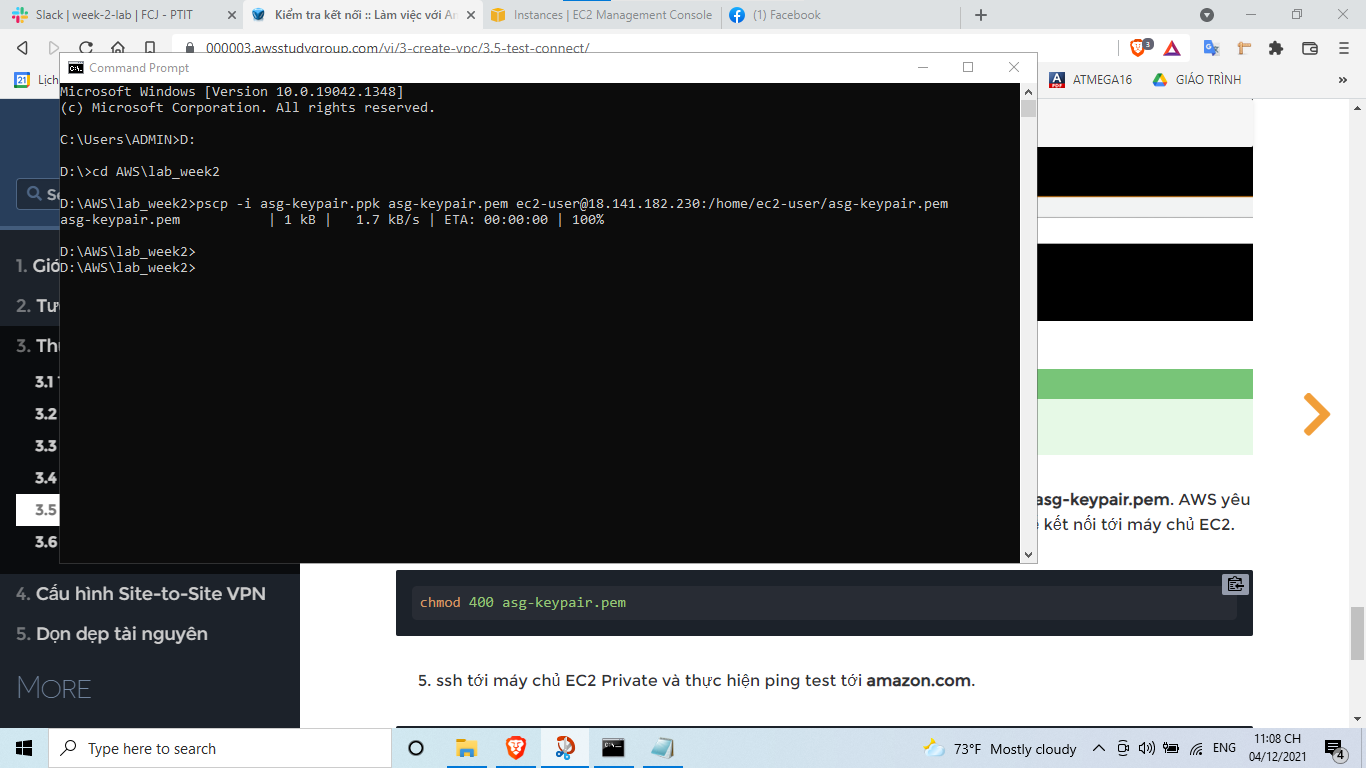 Slack | week-2-lab | FCJ - PTIT
Kiểm tra kết nối :: Làm việc với Am
Instances | EC2 Management Console
(1) Facebook
000003.awsstudygroup.com/vi/3-create-vpc/3.5-test-connect/
3
27
Lịch
ATMEGA16
GIÁO TRÌNH
»
Command Prompt
Microsoft Windows [Version 10.0.19042.1348]
(c) Microsoft Corporation. All rights reserved.
C:\Users\ADMIN>D:
D:\>cd AWS\lab_week2
D:\AWS\lab_week2>pscp -i asg-keypair.ppk asg-keypair.pem ec2-user@18.141.182.230:/home/ec2-user/asg-keypair.pem
asg-keypair.pem | 1 kB | 1.7 kB/s | ETA: 00:00:00 | 100%
D:\AWS\lab_week2>
D:\AWS\lab_week2>
1. Giớ
2. Tư
3. Th
3.1
3.2
3.3
3.4
3.5
3.6
4. Cấu hình Site-to-Site VPN
5. Dọn dẹp tài nguyên
MORE
asg-keypair.pem. AWS yêu
kết nối tới máy chủ EC2.
chmod 400 asg-keypair.pem
5. ssh tới máy chủ EC2 Private và thực hiện ping test tới amazon.com.
Type here to search
73°F Mostly cloudy
ENG
11:08 CH
04/12/2021
4